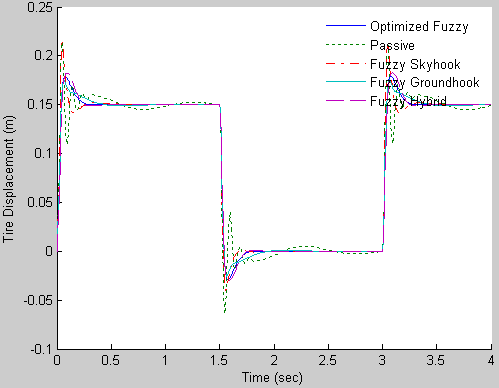 0.25
0.2
0.15
0.1
0.05
0
-0.05
-0.1
Tire Displacement (m)
Optimized Fuzzy
Passive
Fuzzy Skyhook
Fuzzy Groundhook
Fuzzy Hybrid
0 0.5 1 1.5 2 2.5 3 3.5 4
Time (sec)